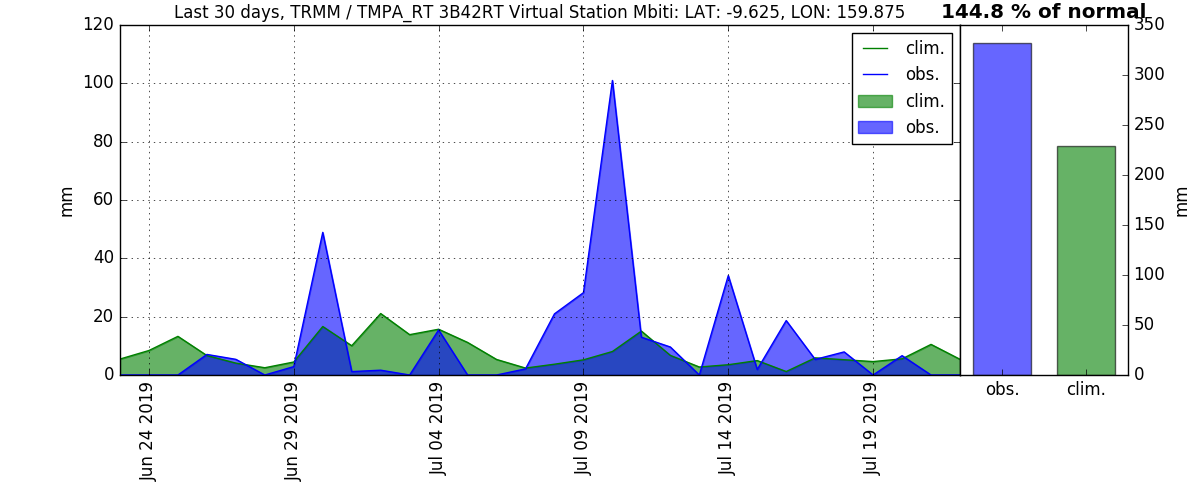 Last 30 days, TRMM / TMPA_RT 3B42RT Virtual Station Mbiti: LAT: -9.625, LON: 159.875
144.8 % of normal
120
100
80
60
40
20
0
mm
clim.
obs.
clim.
obs.
350
300
250
200
150
100
50
0
mm
Jun 24 2019
Jun 29 2019
Jul 04 2019
Jul 09 2019
Jul 14 2019
Jul 19 2019
obs.
clim.